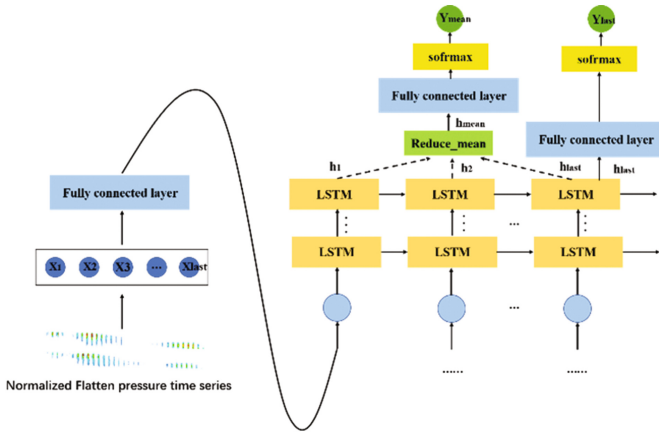 Ymean
Ylast
sofrmax
sofrmax
Fully connected layer
hmean
Reduce_mean
Fully connected layer
h1
h2
hlast
hlast
Fully connected layer
LSTM
LSTM
...
LSTM
X1 X2 X3 ... Xlast
LSTM
LSTM
...
LSTM
...
Normalized Flatten pressure time series
......
......